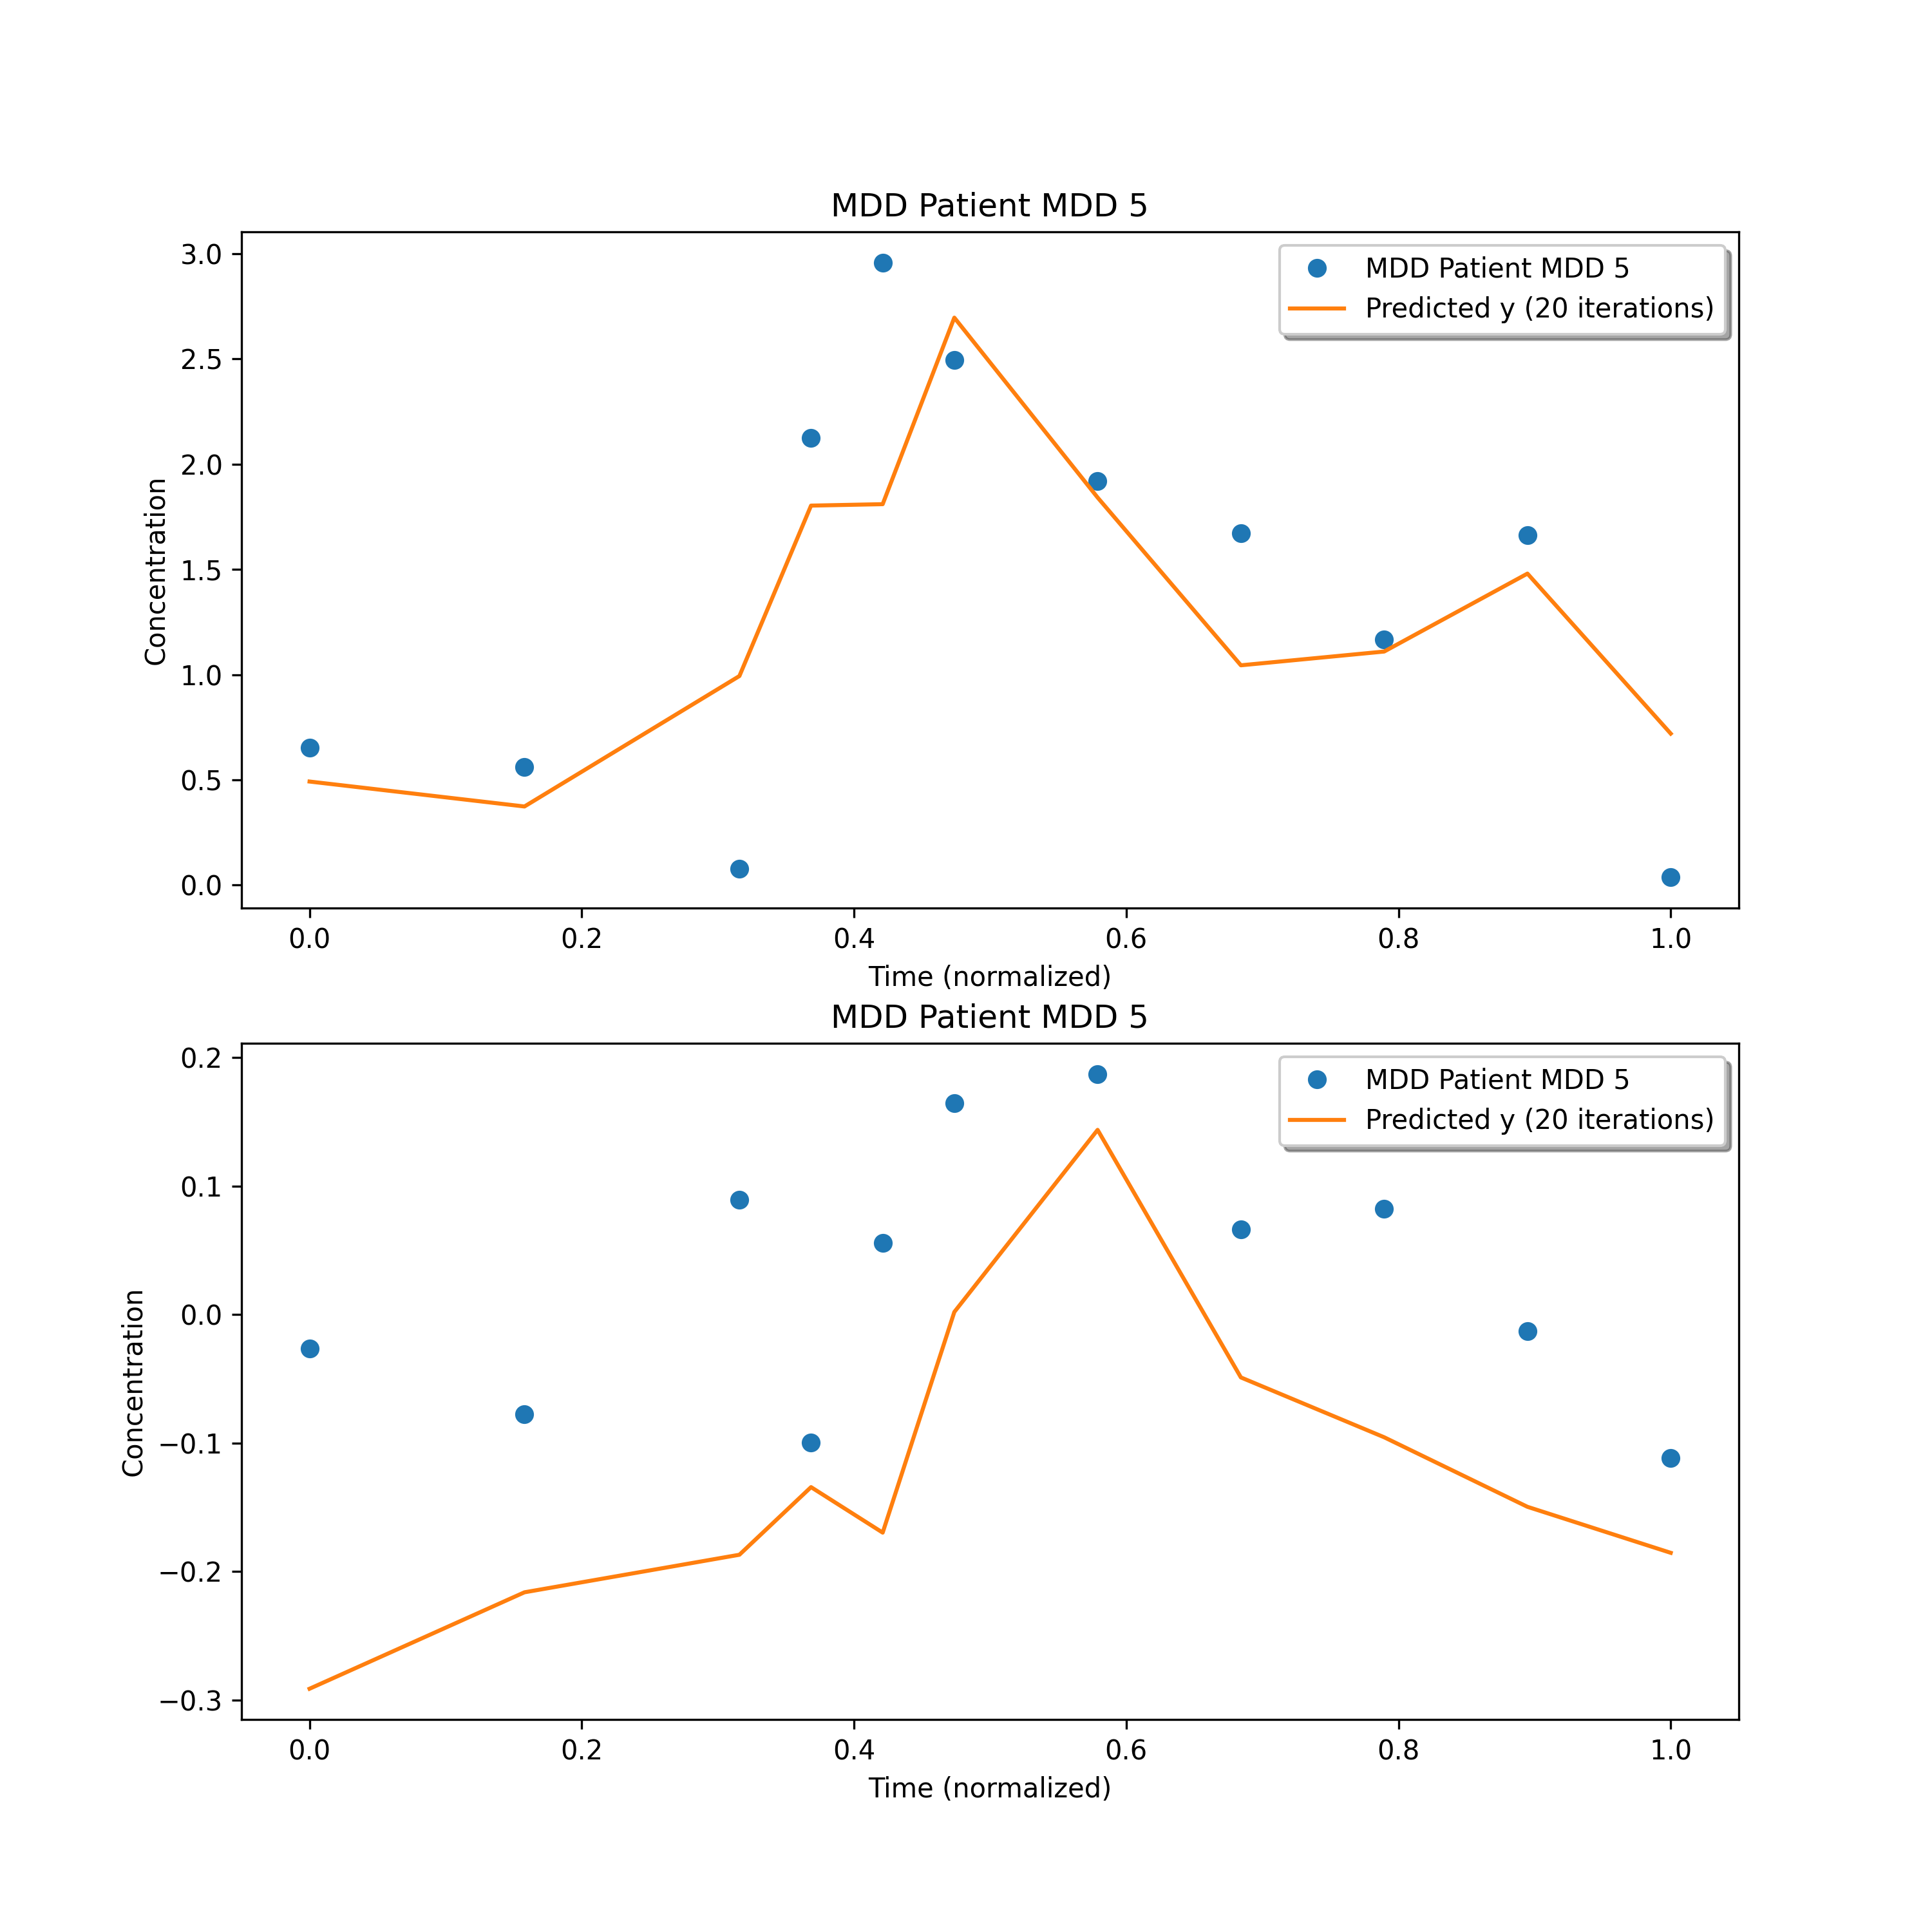 MDD Patient MDD 5
MDD Patient MDD 5
Predicted y (20 iterations)
Concentration
3.0
2.5
2.0
1.5
1.0
0.5
0.0
0.0 0.2 0.4 0.6 0.8 1.0
Time (normalized)
MDD Patient MDD 5
MDD Patient MDD 5
Predicted y (20 iterations)
Concentration
0.2
0.1
0.0
−0.1
−0.2
−0.3
0.0 0.2 0.4 0.6 0.8 1.0
Time (normalized)